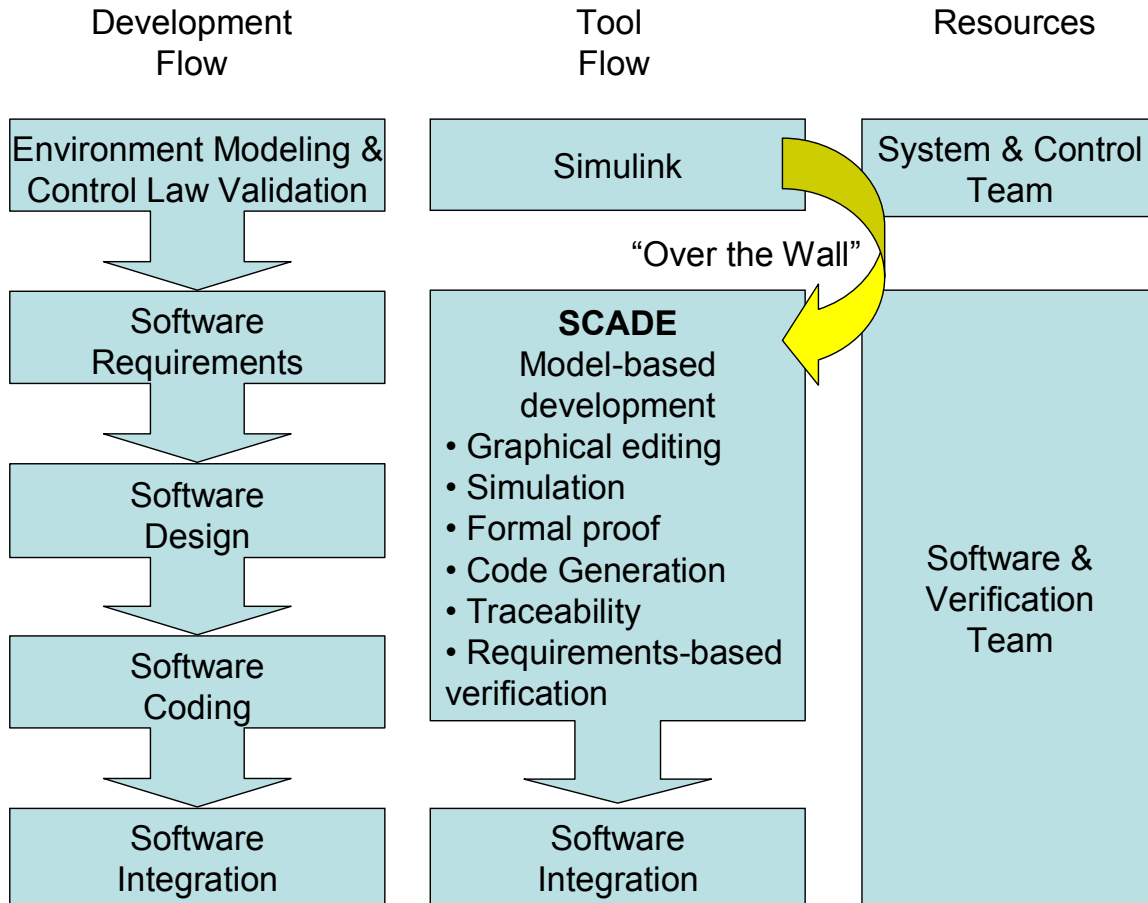 Development
Flow
Tool
Flow
Resources
Environment Modeling &
Control Law Validation
Simulink
System & Control
Team
“Over the Wall”
Software
Requirements
SCADE
Model-based
development
• Graphical editing
• Simulation
• Formal proof
• Code Generation
• Traceability
• Requirements-based
verification
Software
Design
Software &
Verification
Team
Software
Coding
Software
Integration
Software
Integration